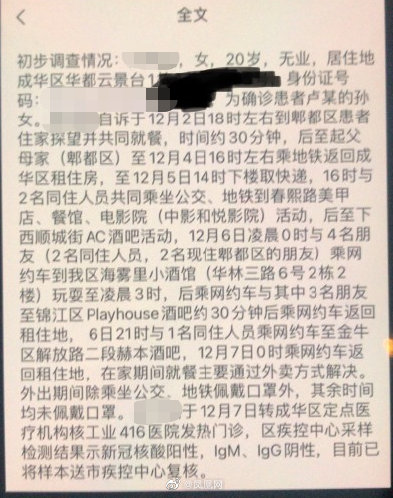 全文
初步调查情况：，女，20岁，无业，居住地
成华区华都云景台1 身份证号
码： 为确诊患者卢某的孙
女。自诉于12月2日18时左右到郫都区患者
住家探望并共同就餐，时间约30分钟，后至起父
母家（郫都区）至12月4日16时左右乘地铁返回成
华区租住房，至12月5日14时下楼取快递，16时与
2名同住人员共同乘坐公交、地铁到春熙路美甲
店、餐馆、电影院（中影和悦影院）活动，后至下
西顺城街AC酒吧活动，12月6日凌晨0时与4名朋
友（2名同住人员，2名现住郫都区的朋友）乘网
约车到我区海雾里小酒馆（华林三路6号2栋2
楼）玩耍至凌晨3时，后乘网约车与其中3名朋友
至锦江区Playhouse酒吧约30分钟后乘网约车返回
租住地， 6日21时与1名同住人员乘网约车至金牛
区解放路二段赫本酒吧，12月7日0时乘网约车返
回租住地，在家期间就餐主要通过外卖方式解决。
外出期间除乘坐公交、地铁佩戴口罩外，其余时间
均未佩戴口罩。于12月7日转成华区定点医
疗机构核工业416医院发热门诊，区疾控中心采样
检测结果示新冠核酸阳性，IgM、IgG阴性，目前已
将样本送市疾控中心复核。